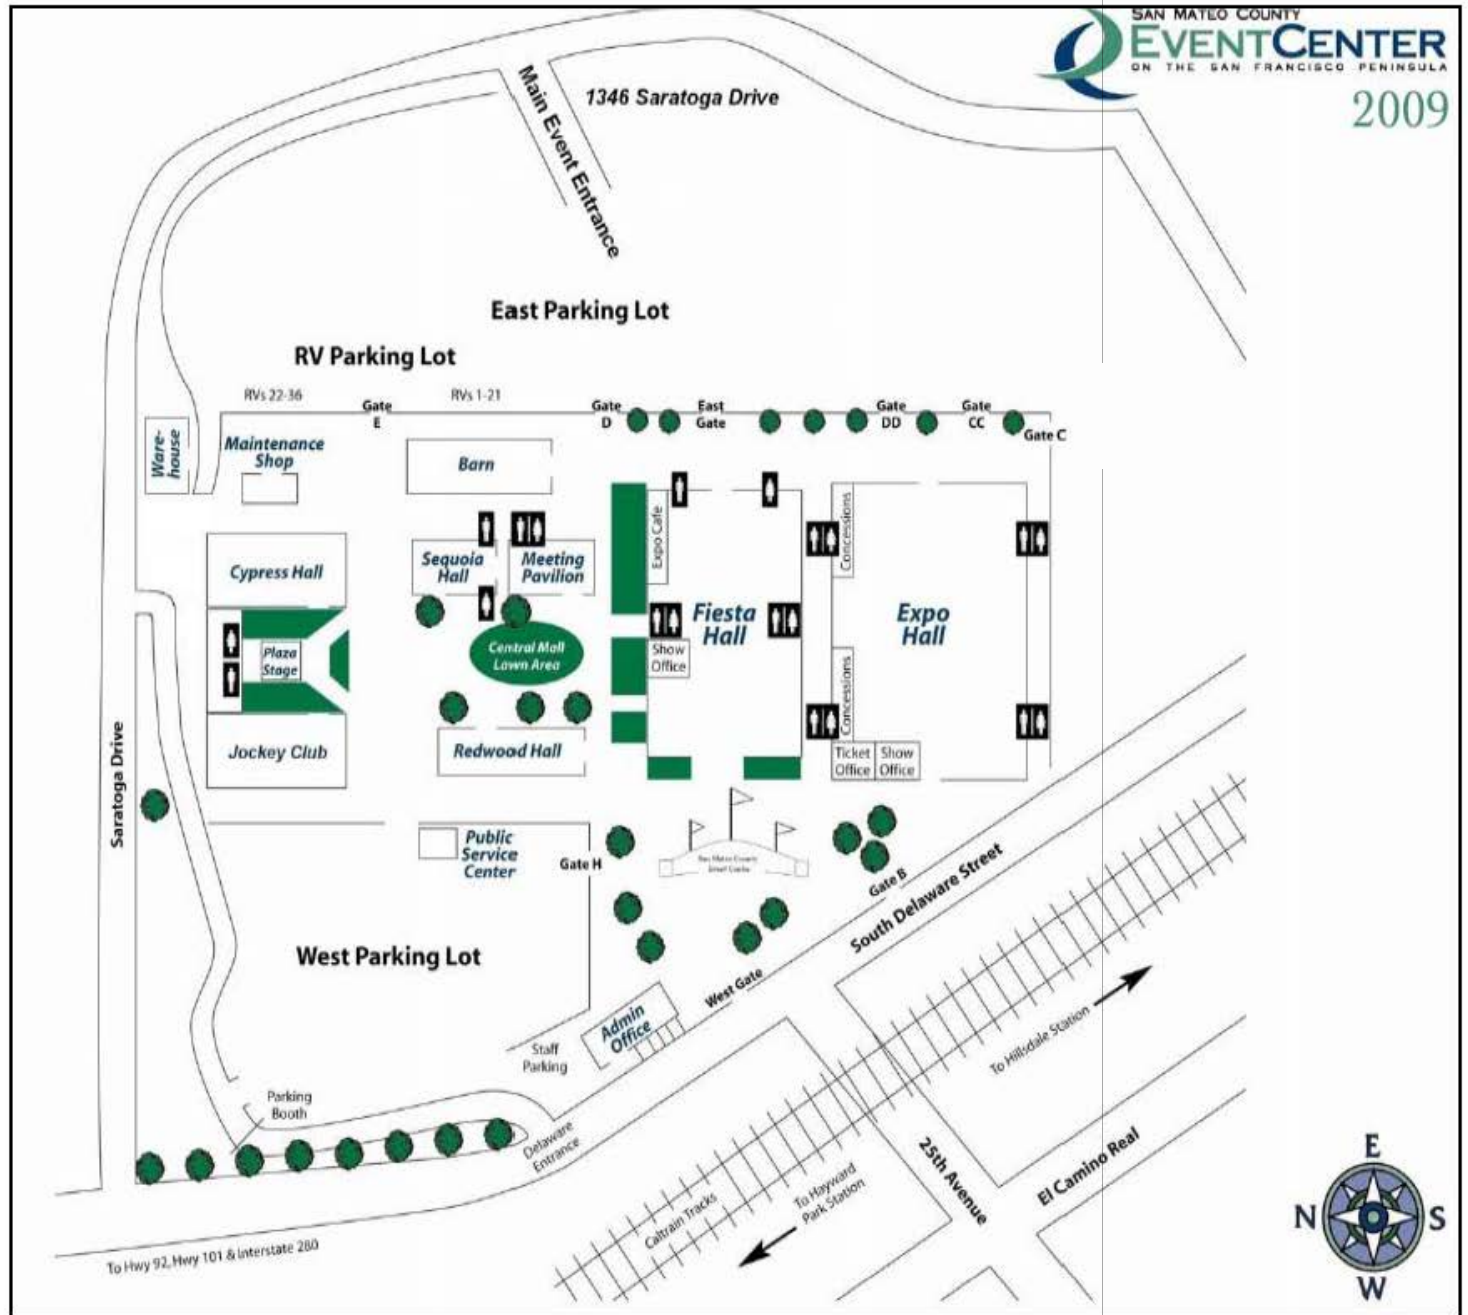 SAN MATEO COUNTY
EVENTCENTER
ON THE SAN FRANCISCO PENINSULA
2009
1346 Saratoga Drive
Main Event Entrance
East Parking Lot
RV Parking Lot
RVs 22-36
RVs 1-21
Gate
E
Gate
D
East
Gate
Gate
DD
Gate
CC
Gate C
Ware-
house
Maintenance
Shop
Barn
Expo Cafe
Concessions
Cypress Hall
Sequoia
Hall
Meeting
Pavilion
Fiesta
Hall
Expo
Hall
Plaza
Stage
Central Mall
Lawn Area
Show
Office
Concessions
Jockey Club
Redwood Hall
Ticket
Office
Show
Office
Saratoga Drive
Public
Service
Center
Gate H
San Mateo County
Event Center
Gate B
South Delaware Street
West Parking Lot
West Gate
Admin
Office
Staff
Parking
To Hillsdale Station
Parking
Booth
Delaware
Entrance
25th Avenue
El Camino Real
To Hayward
Park Station
Caltrain Tracks
To Hwy 92, Hwy 101 & Interstate 280
E
N
S
W